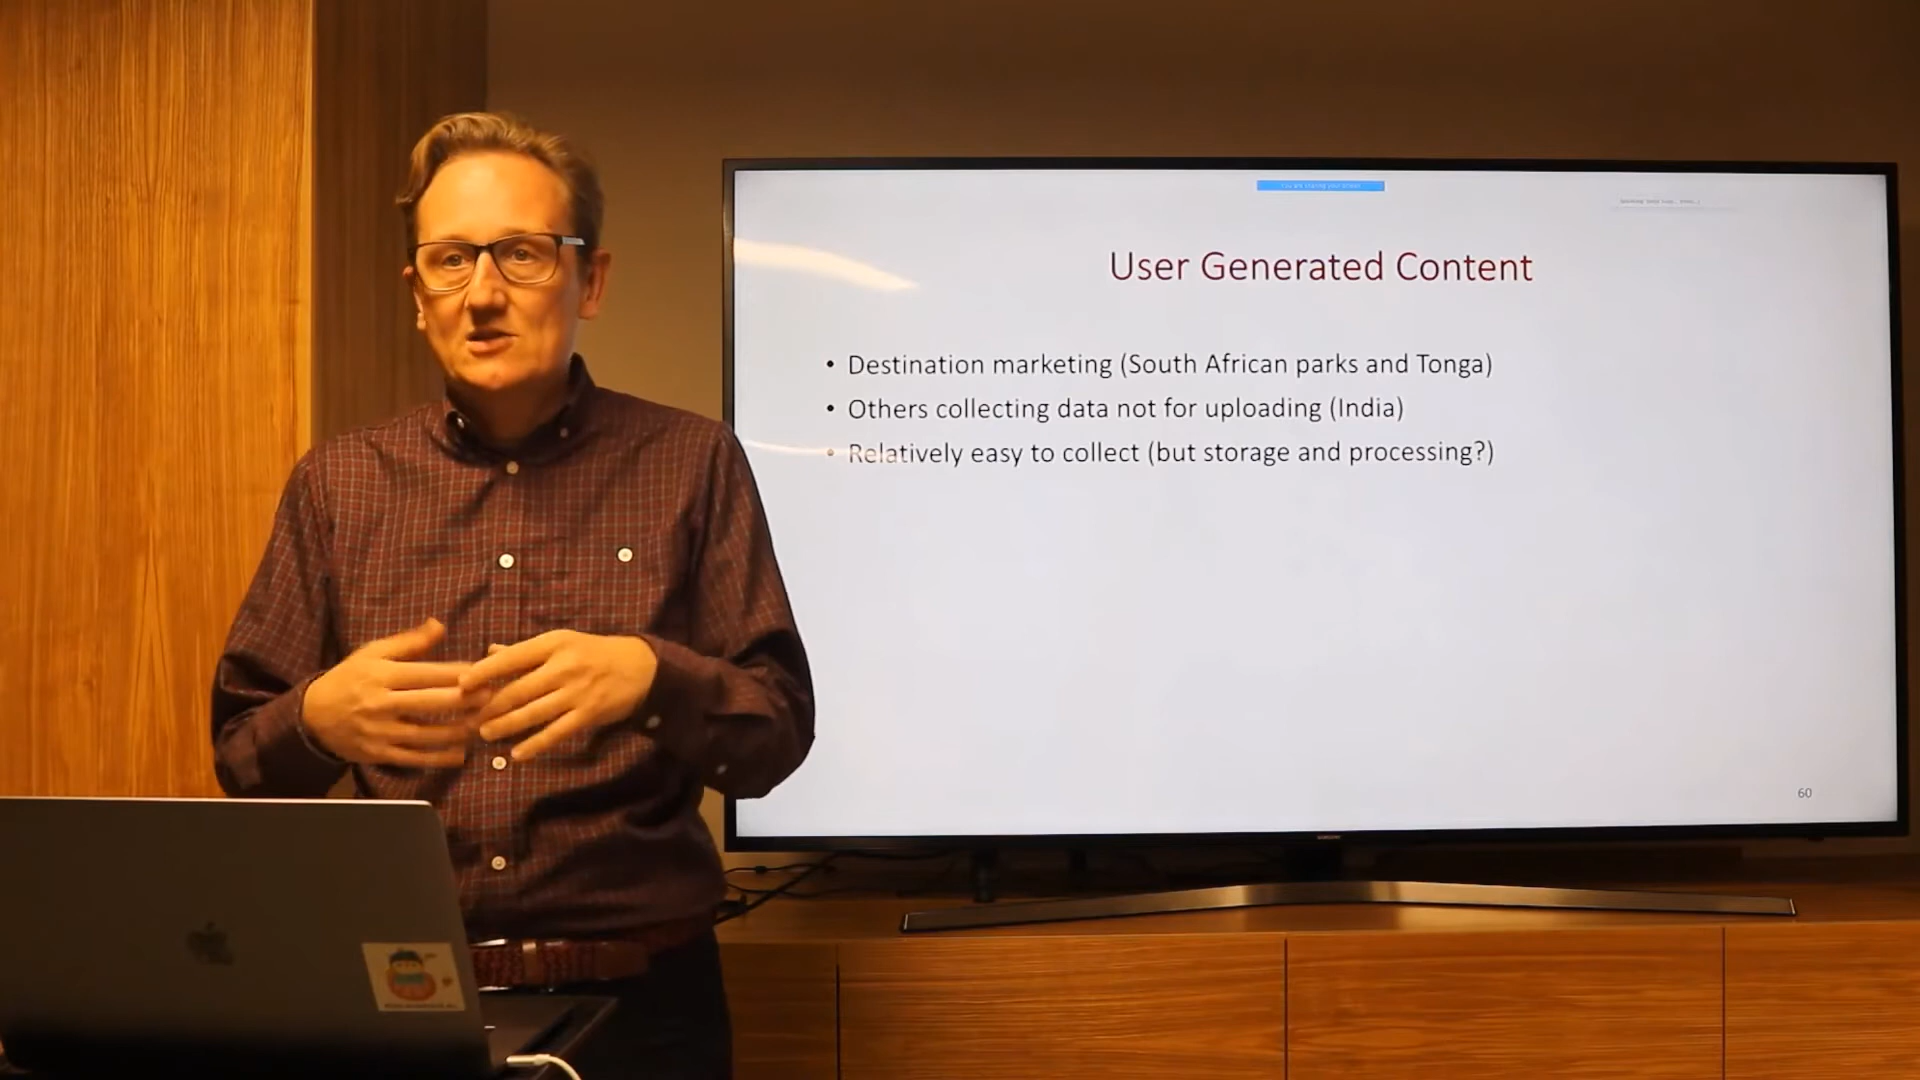 User Generated Content
• Destination marketing (South African parks and Tonga)
• Others collecting data not for uploading (India)
• Relatively easy to collect (but storage and processing?)
60